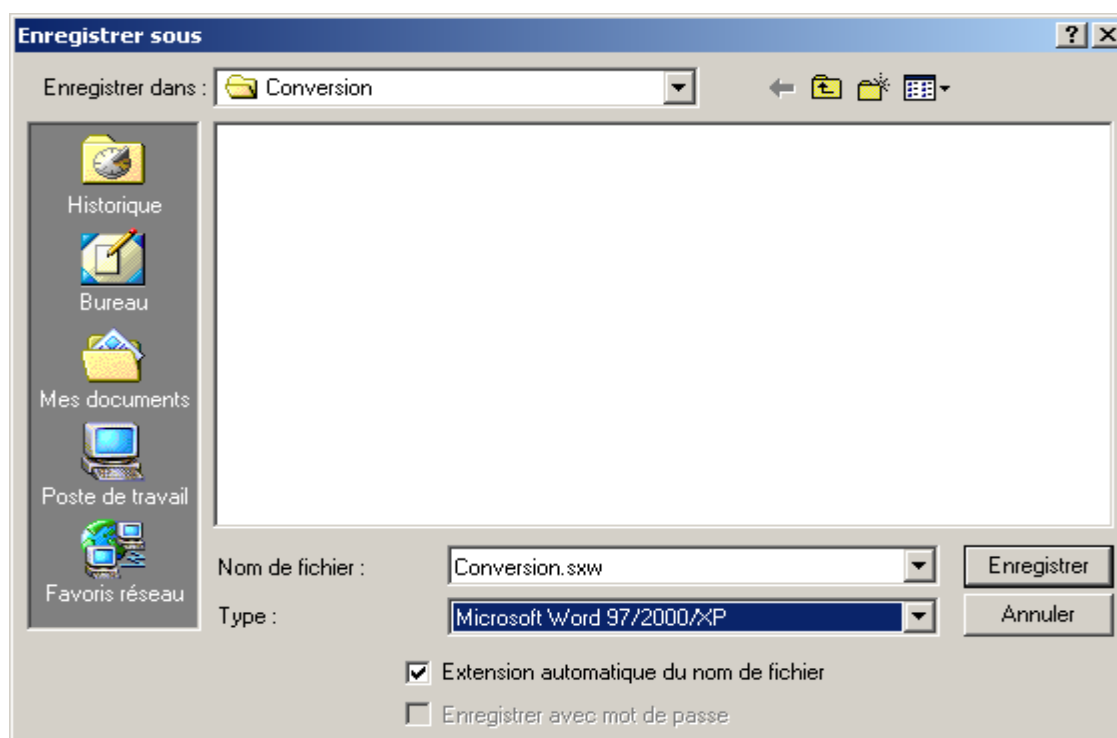 Enregistrer sous
Enregistrer dans : Conversion
Historique
Bureau
Mes documents
Poste de travail
Favoris réseau
Nom de fichier : Conversion.sxw Enregistrer
Type : Microsoft Word 97/2000/XP Annuler
Extension automatique du nom de fichier
Enregistrer avec mot de passe